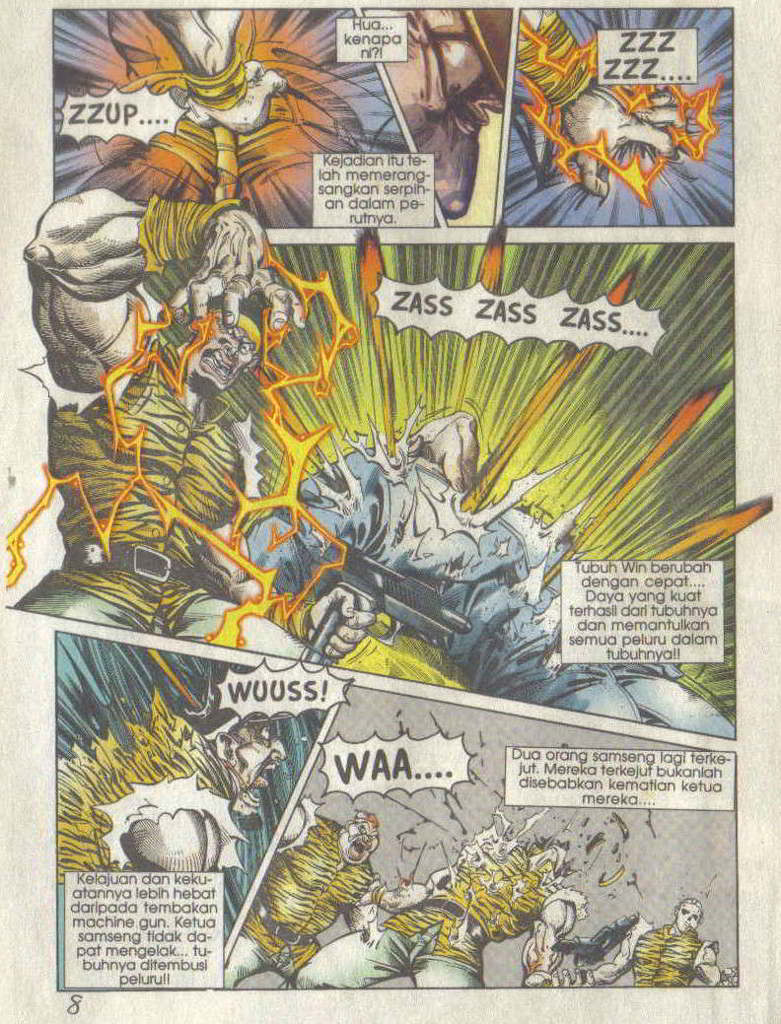 ZZUP....
Hua...
kenapa
ni?!
ZZZ
ZZZ....
Kejadian itu te-
lah memerang-
sangkan serpih-
an dalam pe-
rutnya.
ZASS ZASS ZASS....
Tubuh Win berubah
dengan cepat....
Daya yang kuat
terhasil dari tubuhnya
dan memantulkan
semua peluru dalam
tubuhnya!!
WUUSS!
Kelajuan dan keku-
atannya lebih hebat
daripada tembakan
machine gun. Ketua
samseng tidak da-
pat mengelak... tu-
buhnya ditembusi
peluru!!
WAA....
Dua orang samseng lagi terke-
jut. Mereka terkejut bukanlah
disebabkan kematian ketua
mereka....
8